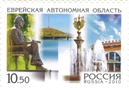 ЕВРЕЙСКАЯ АВТОНОМНАЯ ОБЛАСТЬ
10.50
РОССИЯ
RUSSIA • 2010